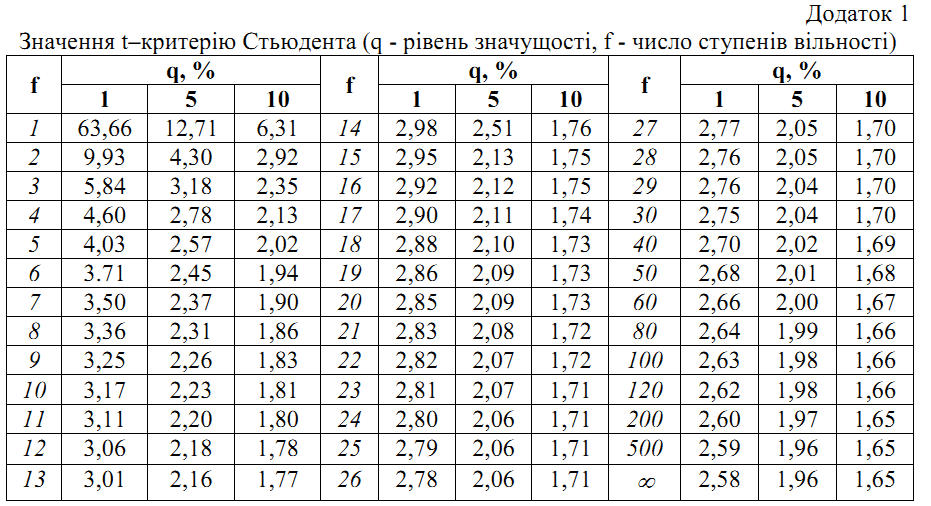 Додаток 1
Значення t–критерію Стьюдента (q - рівень значущості, f - число ступенів вільності)
f q, % f q, % f q, %
1 5 10 1 5 10 1 5 10
1 63,66 12,71 6,31 14 2,98 2,51 1,76 27 2,77 2,05 1,70
2 9,93 4,30 2,92 15 2,95 2,13 1,75 28 2,76 2,05 1,70
3 5,84 3,18 2,35 16 2,92 2,12 1,75 29 2,76 2,04 1,70
4 4,60 2,78 2,13 17 2,90 2,11 1,74 30 2,75 2,04 1,70
5 4,03 2,57 2,02 18 2,88 2,10 1,73 40 2,70 2,02 1,69
6 3.71 2,45 1,94 19 2,86 2,09 1,73 50 2,68 2,01 1,68
7 3,50 2,37 1,90 20 2,85 2,09 1,73 60 2,66 2,00 1,67
8 3,36 2,31 1,86 21 2,83 2,08 1,72 80 2,64 1,99 1,66
9 3,25 2,26 1,83 22 2,82 2,07 1,72 100 2,63 1,98 1,66
10 3,17 2,23 1,81 23 2,81 2,07 1,71 120 2,62 1,98 1,66
11 3,11 2,20 1,80 24 2,80 2,06 1,71 200 2,60 1,97 1,65
12 3,06 2,18 1,78 25 2,79 2,06 1,71 500 2,59 1,96 1,65
13 3,01 2,16 1,77 26 2,78 2,06 1,71 ∞ 2,58 1,96 1,65